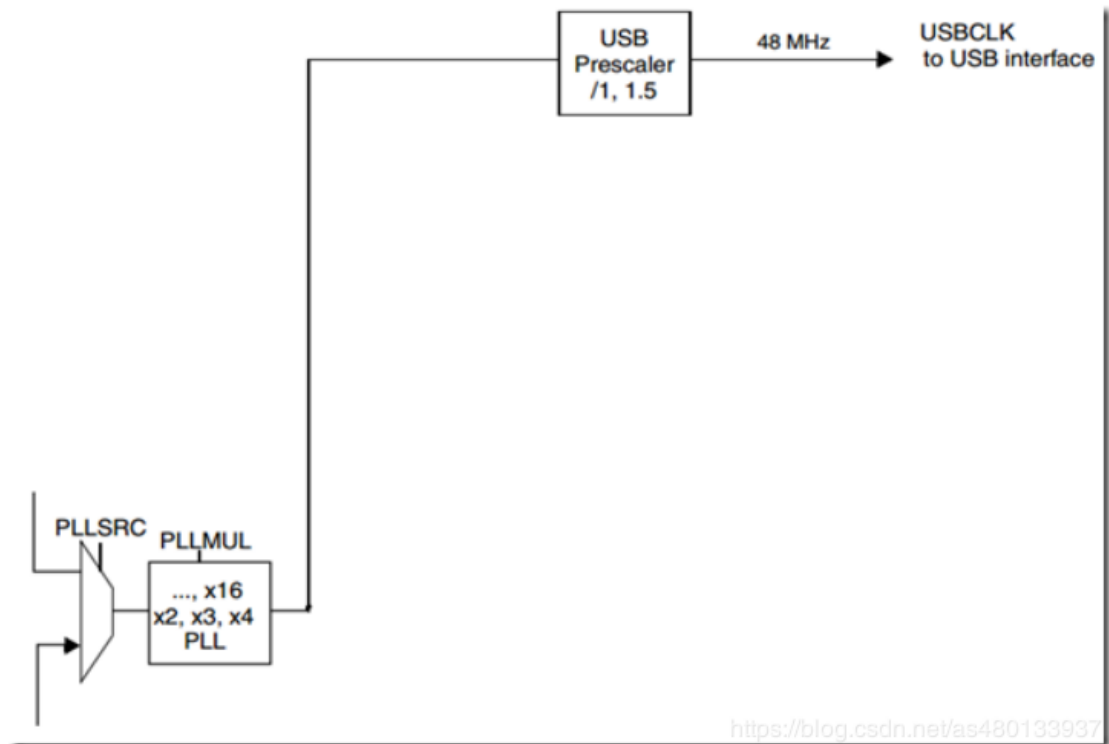 USB
Prescaler
/1, 1.5
48 MHz
USBCLK
to USB interface
PLLSRC
PLLMUL
..., x16
x2, x3, x4
PLL
https://blog.csdn.net/as480133937